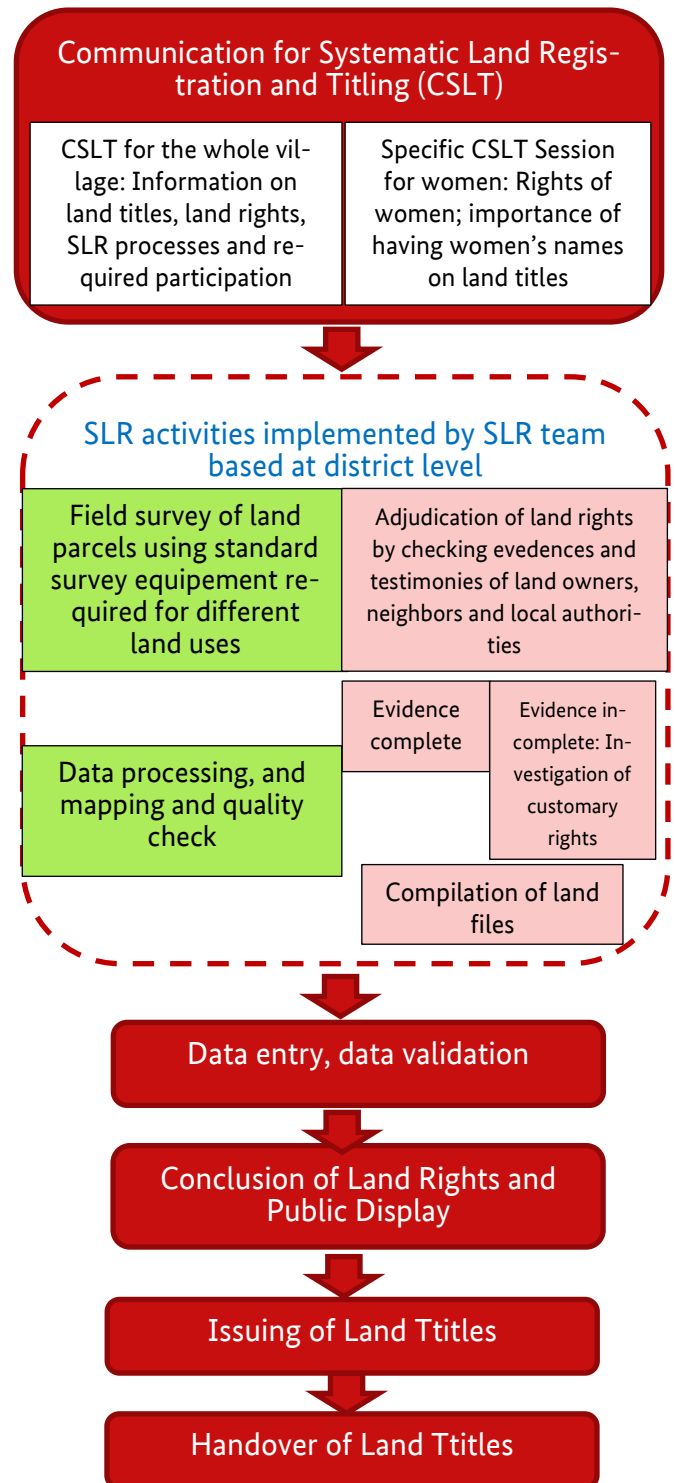 Communication for Systematic Land Regis-
tration and Titling (CSLT)
CSLT for the whole vil-
lage: Information on
land titles, land rights,
SLR processes and re-
quired participation
Specific CSLT Session
for women: Rights of
women; importance of
having women's names
on land titles
SLR activities implemented by SLR team
based at district level
Field survey of land
parcels using standard
survey equipement re-
quired for different
land uses
Adjudication of land rights
by checking evedences and
testimonies of land owners,
neighbors and local authori-
ties
Evidence
complete
Evidence in-
complete: In-
vestigation of
customary
rights
Data processing, and
mapping and quality
check
Compilation of land
files
Data entry, data validation
Conclusion of Land Rights and
Public Display
Issuing of Land Ttitles
Handover of Land Ttitles